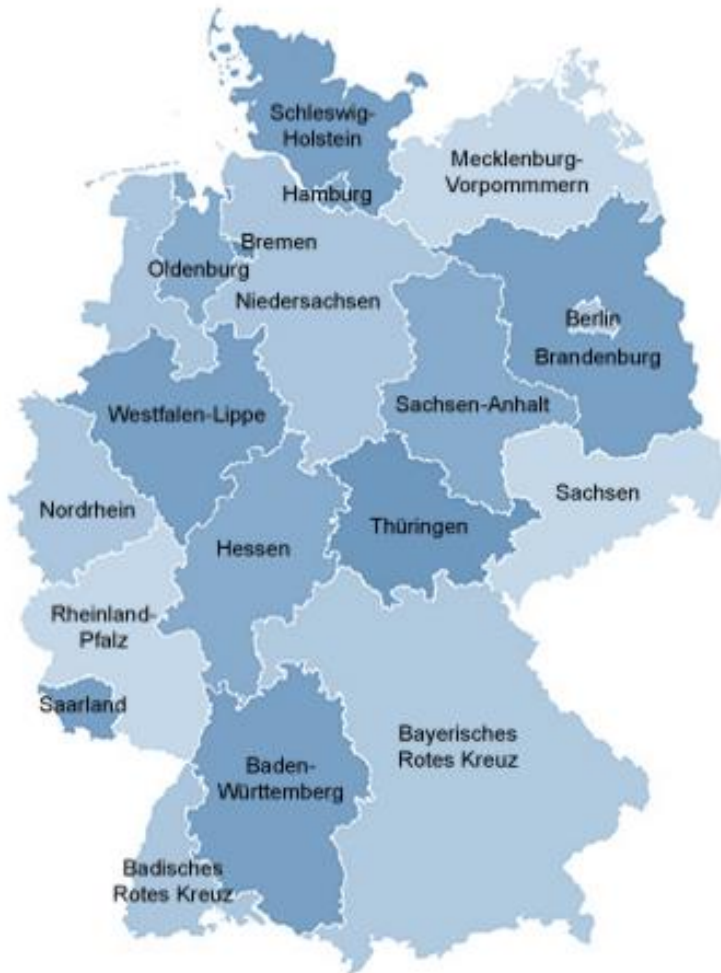 Schleswig-
Holstein
Mecklenburg-
Vorpommmern
Hamburg
Bremen
Oldenburg
Niedersachsen
Berlin
Brandenburg
Westfalen-Lippe
Sachsen-Anhalt
Nordrhein
Sachsen
Thüringen
Hessen
Rheinland-
Pfalz
Saarland
Bayerisches
Rotes Kreuz
Baden-
Württemberg
Badisches
Rotes Kreuz